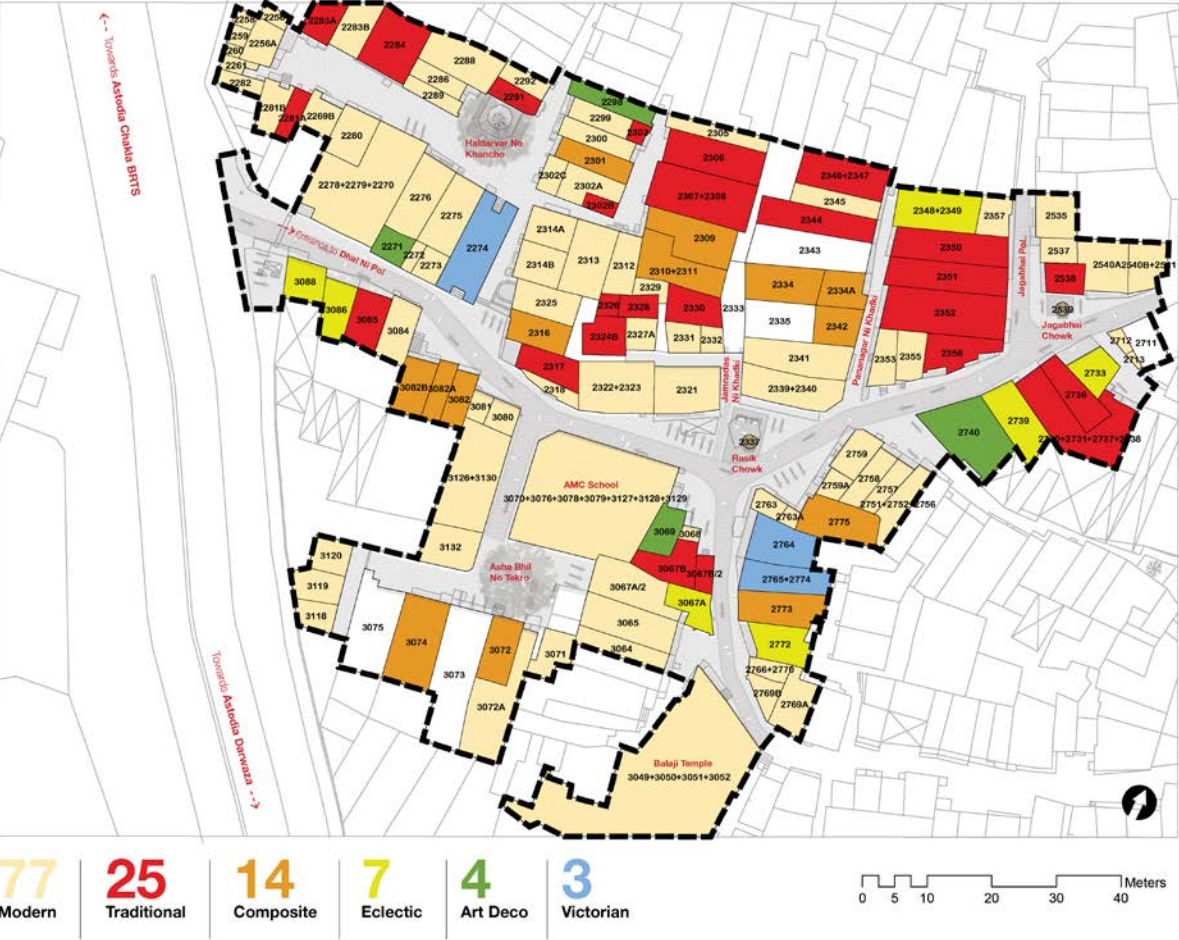 2258
2259
2260
2256A
2261
2282
2281B
2281A
2269B
2283A
2283B
2284
2288
2286
2289
2292
2291
Haldarvar No
Khancho
2280
2278+2279+2270
2276
2275
2274
2271
2272
2273
Towards Astodia Chakla BRTS
Entrance to Dhal Ni Pol
2298
2299
2300
2303
2301
2302C
2302A
2302B
2305
2306
2307+2308
2309
2310+2311
2314A
2314B
2313
2312
2329
2325
2316
2326
2328
2330
2324B
2327A
2331
2332
2333
2317
2318
2322+2323
2321
2346+2347
2345
2344
2343
2334
2334A
2335
2342
2341
2339+2340
Jamnadas
Ni Khadki
Pananagar Ni Khadki
2348+2349
2357
2350
2351
2352
2356
2353
2355
Jagabhai Pol
2535
2537
2538
2540A
2539
Jagabhai
Chowk
2712
2711
2713
2733
2736
2739
2740
2337
Rasik
Chowk
3088
3086
3085
3084
3082B
3082A
3082
3081
3080
3126+3130
3132
AMC School
3070+3076+3078+3079+3127+3128+3129
3069
3068
3067B
3067B/2
3067A/2
3067A
3065
3064
Asha Bhil
No Tekro
3120
3119
3118
3075
3074
3073
3072
3072A
3071
2759
2759A
2758
2757
2751+2752+2756
2763
2763A
2775
2764
2765+2774
2773
2772
2766+2770
2769B
2769A
Balaji Temple
3049+3050+3051+3052
Towards Astodia Darwaza
77
Modern
25
Traditional
14
Composite
7
Eclectic
4
Art Deco
3
Victorian
Meters
0 5 10 20 30 40